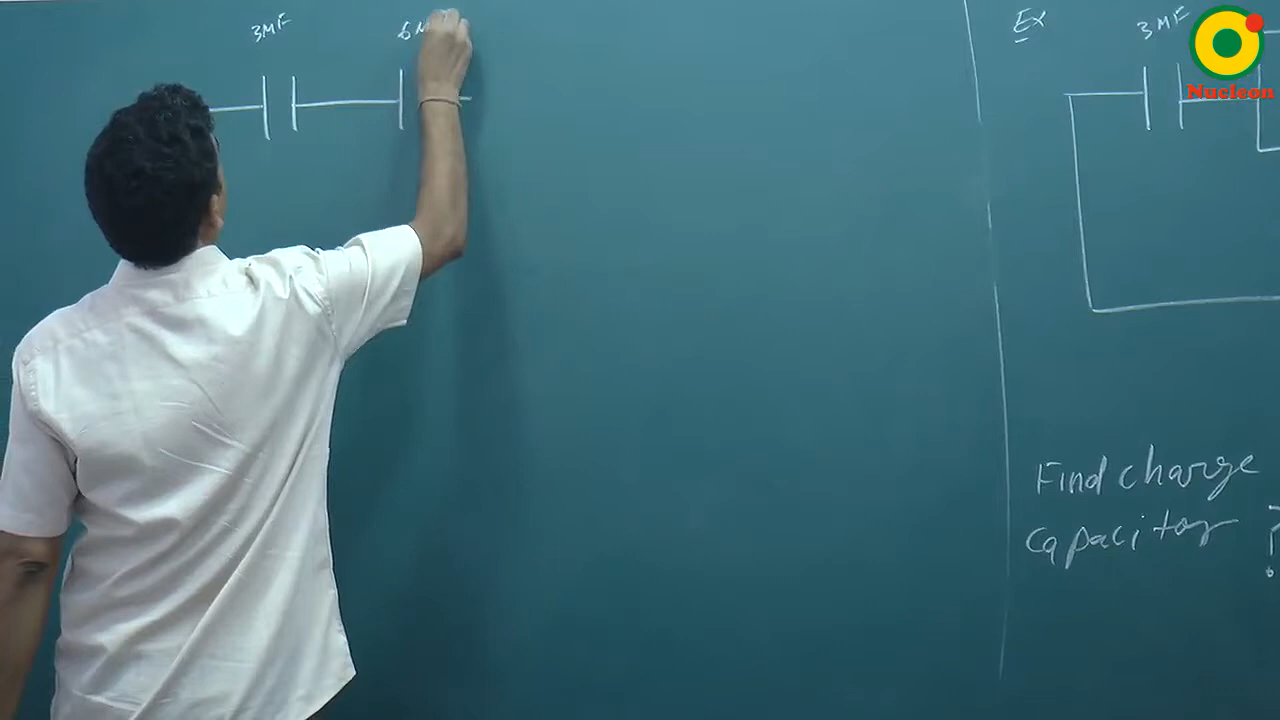 3MF
Ex
3MF
Nucleon
Find charge
capacitor
?